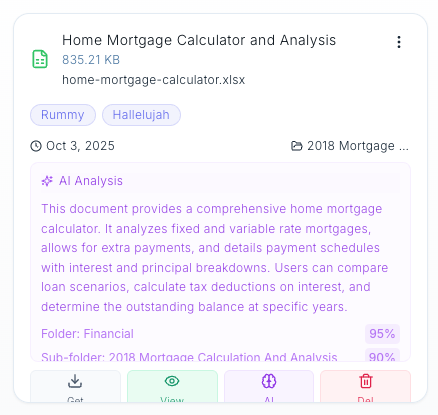 Home Mortgage Calculator and Analysis
835.21 KB
home-mortgage-calculator.xlsx
Rummy Hallelujah
Oct 3, 2025 2018 Mortgage ...
AI Analysis
This document provides a comprehensive home mortgage
calculator. It analyzes fixed and variable rate mortgages,
allows for extra payments, and details payment schedules
with interest and principal breakdowns. Users can compare
loan scenarios, calculate tax deductions on interest, and
determine the outstanding balance at specific years.
Folder: Financial 95%
Sub-folder: 2018 Mortgage Calculation And Analysis 90%
Get View AI Del